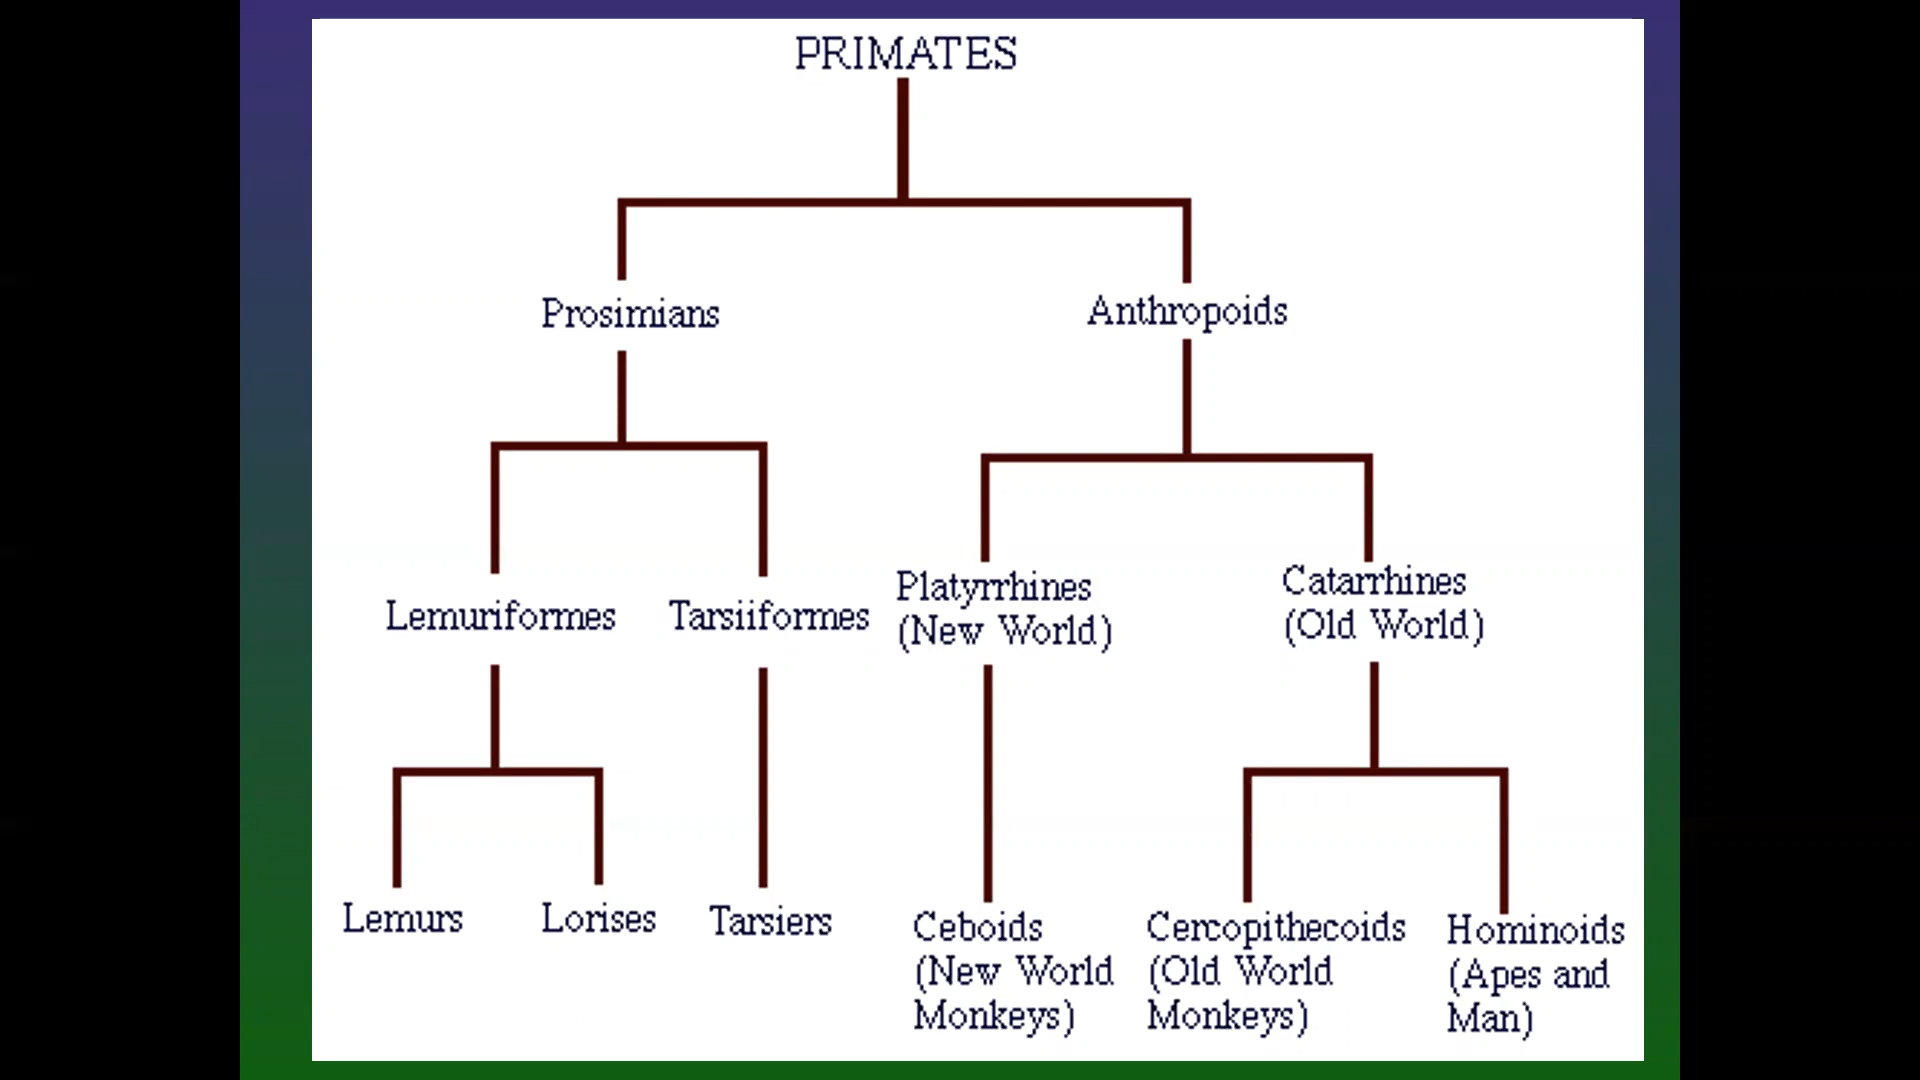 PRIMATES
Prosimians
Anthropoids
Lemuriformes
Tarsiiformes
Platyrrhines
(New World)
Catarrhines
(Old World)
Lemurs
Lorises
Tarsiers
Ceboids
(New World
Monkeys)
Cercopithecoids
(Old World
Monkeys)
Hominoids
(Apes and
Man)